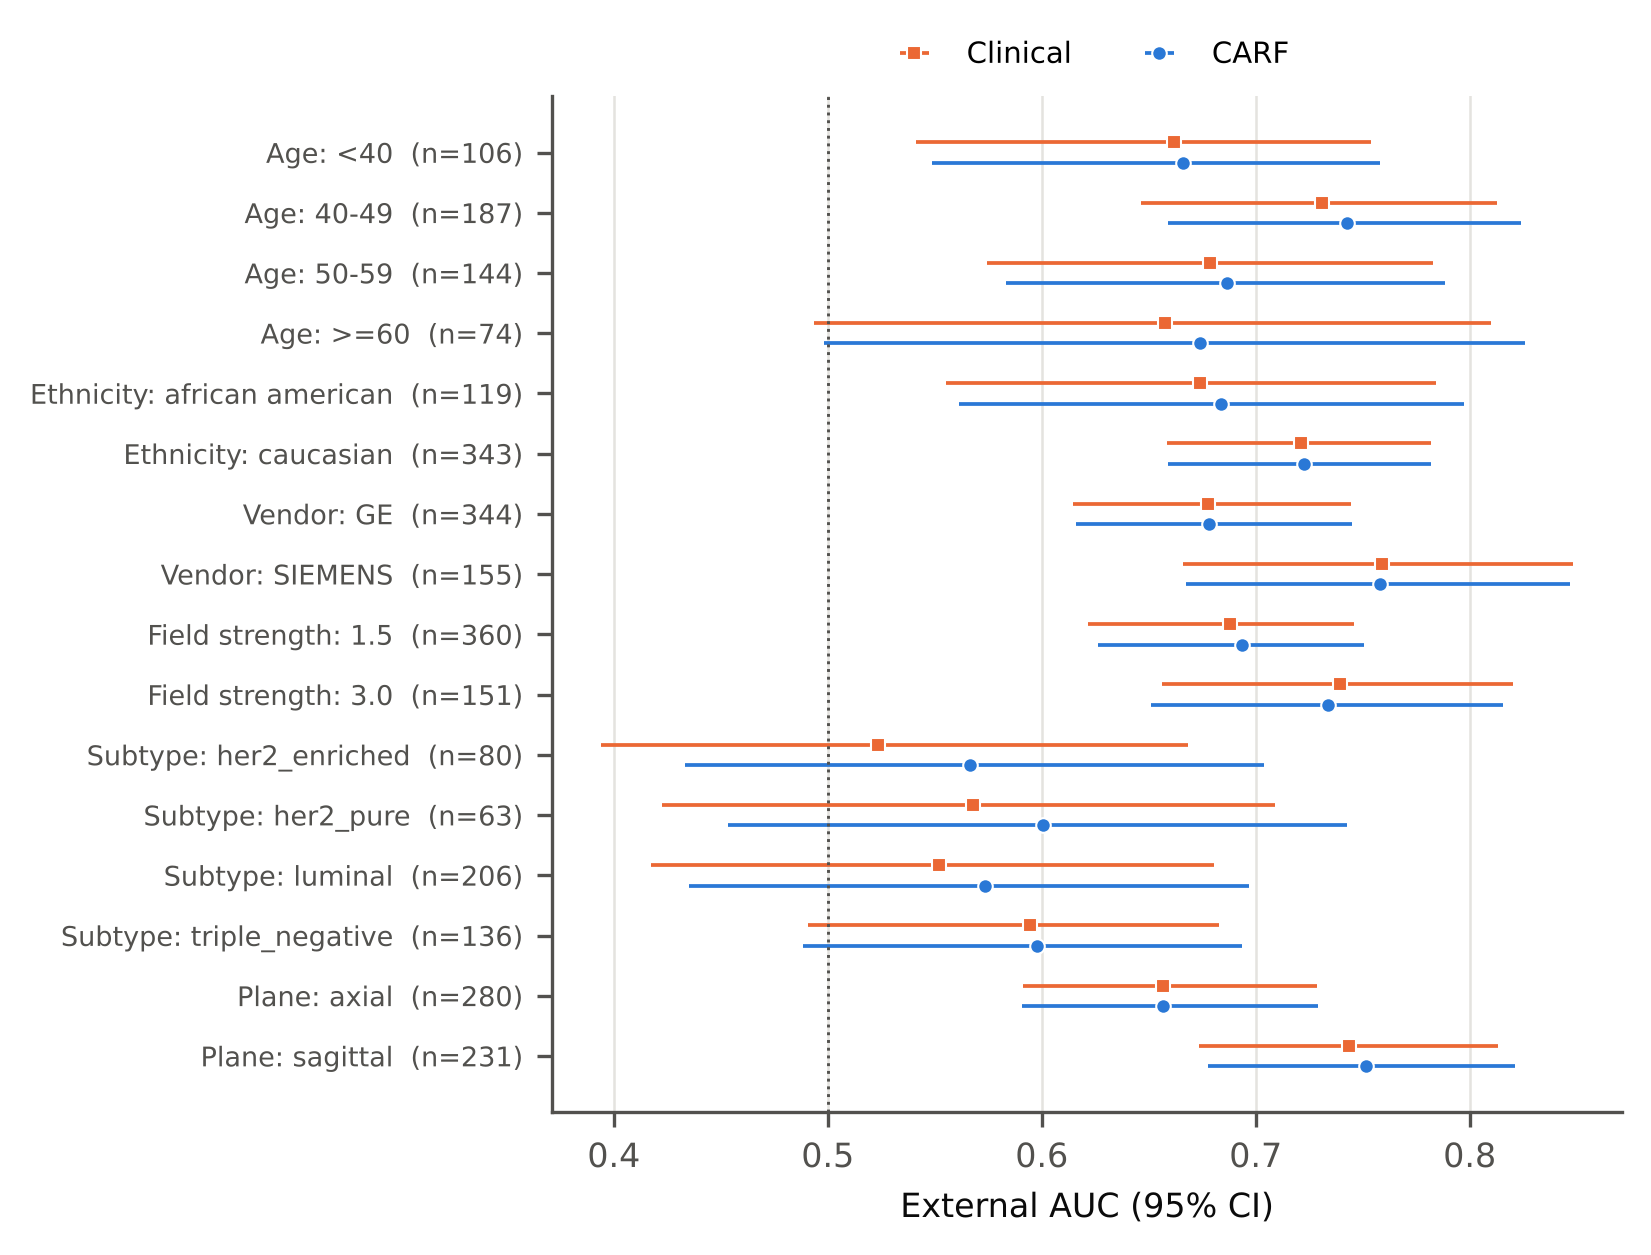 Clinical CARF
Age: <40 (n=106)
Age: 40-49 (n=187)
Age: 50-59 (n=144)
Age: >=60 (n=74)
Ethnicity: african american (n=119)
Ethnicity: caucasian (n=343)
Vendor: GE (n=344)
Vendor: SIEMENS (n=155)
Field strength: 1.5 (n=360)
Field strength: 3.0 (n=151)
Subtype: her2_enriched (n=80)
Subtype: her2_pure (n=63)
Subtype: luminal (n=206)
Subtype: triple_negative (n=136)
Plane: axial (n=280)
Plane: sagittal (n=231)
0.4 0.5 0.6 0.7 0.8
External AUC (95% CI)